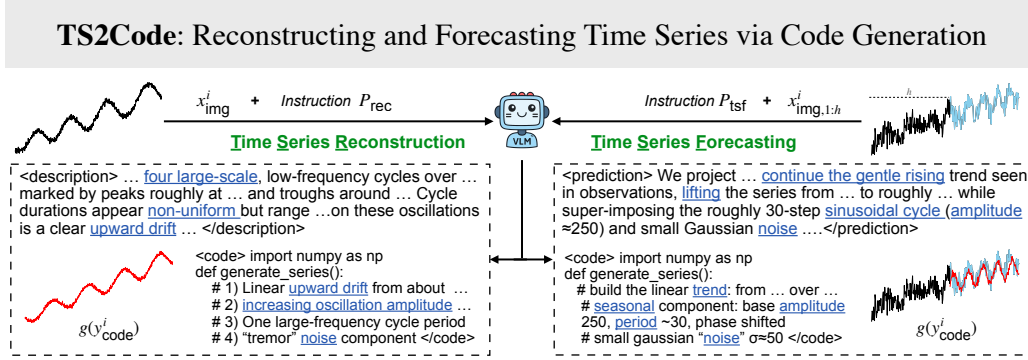 TS2Code: Reconstructing and Forecasting Time Series via Code Generation
x^i_img + Instruction P_rec
Instruction P_tsf + x^i_img,1:h
h
VLM
Time Series Reconstruction
Time Series Forecasting
<description> … four large-scale, low-frequency cycles over …
marked by peaks roughly at … and troughs around … Cycle
durations appear non-uniform but range …on these oscillations
is a clear upward drift … </description>
<code> import numpy as np
def generate_series():
# 1) Linear upward drift from about …
# 2) increasing oscillation amplitude …
# 3) One large-frequency cycle period
# 4) “tremor” noise component </code>
g(y^i_code)
<prediction> We project … continue the gentle rising trend seen
in observations, lifting the series from … to roughly … while
super-imposing the roughly 30-step sinusoidal cycle (amplitude
≈250) and small Gaussian noise ….</prediction>
<code> import numpy as np
def generate_series():
# build the linear trend: from … over …
# seasonal component: base amplitude
250, period ~30, phase shifted
# small gaussian “noise” σ≈50 </code>
g(y^i_code)